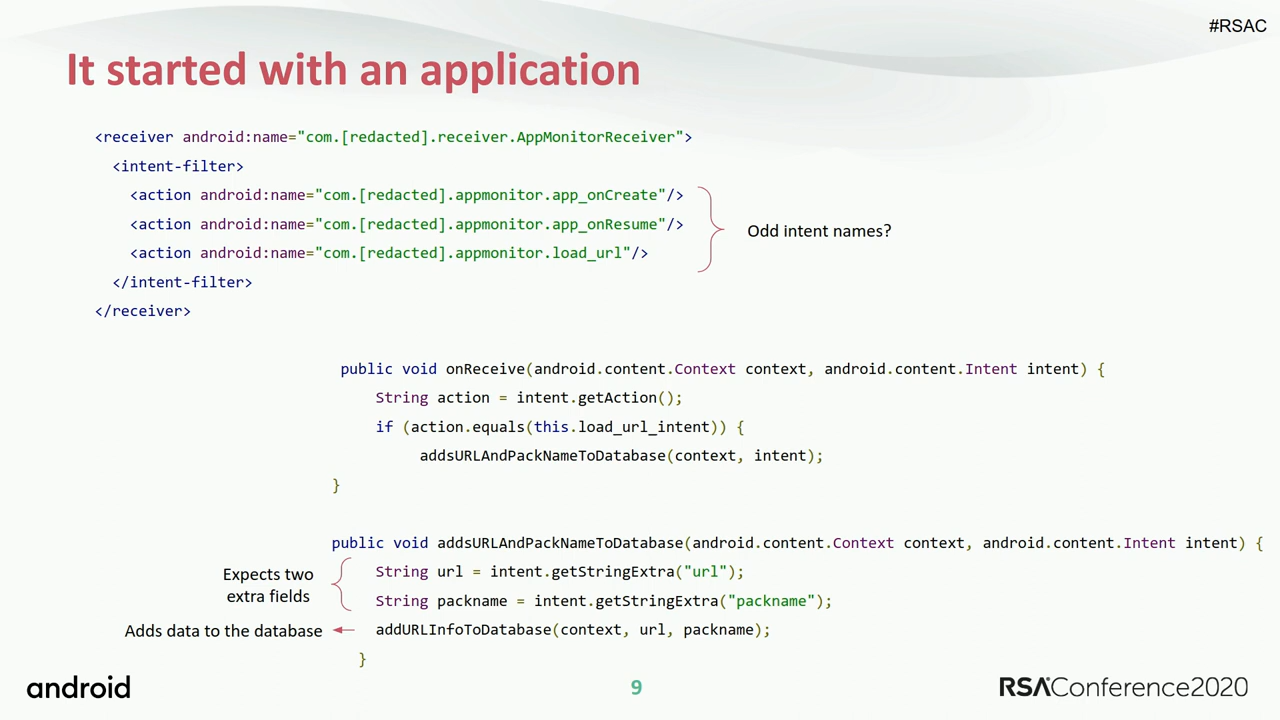 #RSAC
It started with an application
<receiver android:name="com.[redacted].receiver.AppMonitorReceiver">
<intent-filter>
<action android:name="com.[redacted].appmonitor.app_onCreate"/>
<action android:name="com.[redacted].appmonitor.app_onResume"/>
<action android:name="com.[redacted].appmonitor.load_url"/>
</intent-filter>
</receiver>
Odd intent names?
public void onReceive(android.content.Context context, android.content.Intent intent) {
String action = intent.getAction();
if (action.equals(this.load_url_intent)) {
addsURLAndPackNameToDatabase(context, intent);
}
public void addsURLAndPackNameToDatabase(android.content.Context context, android.content.Intent intent) {
Expects two
extra fields
String url = intent.getStringExtra("url");
String packname = intent.getStringExtra("packname");
Adds data to the database
addURLInfoToDatabase(context, url, packname);
}
android
9
RSAConference2020